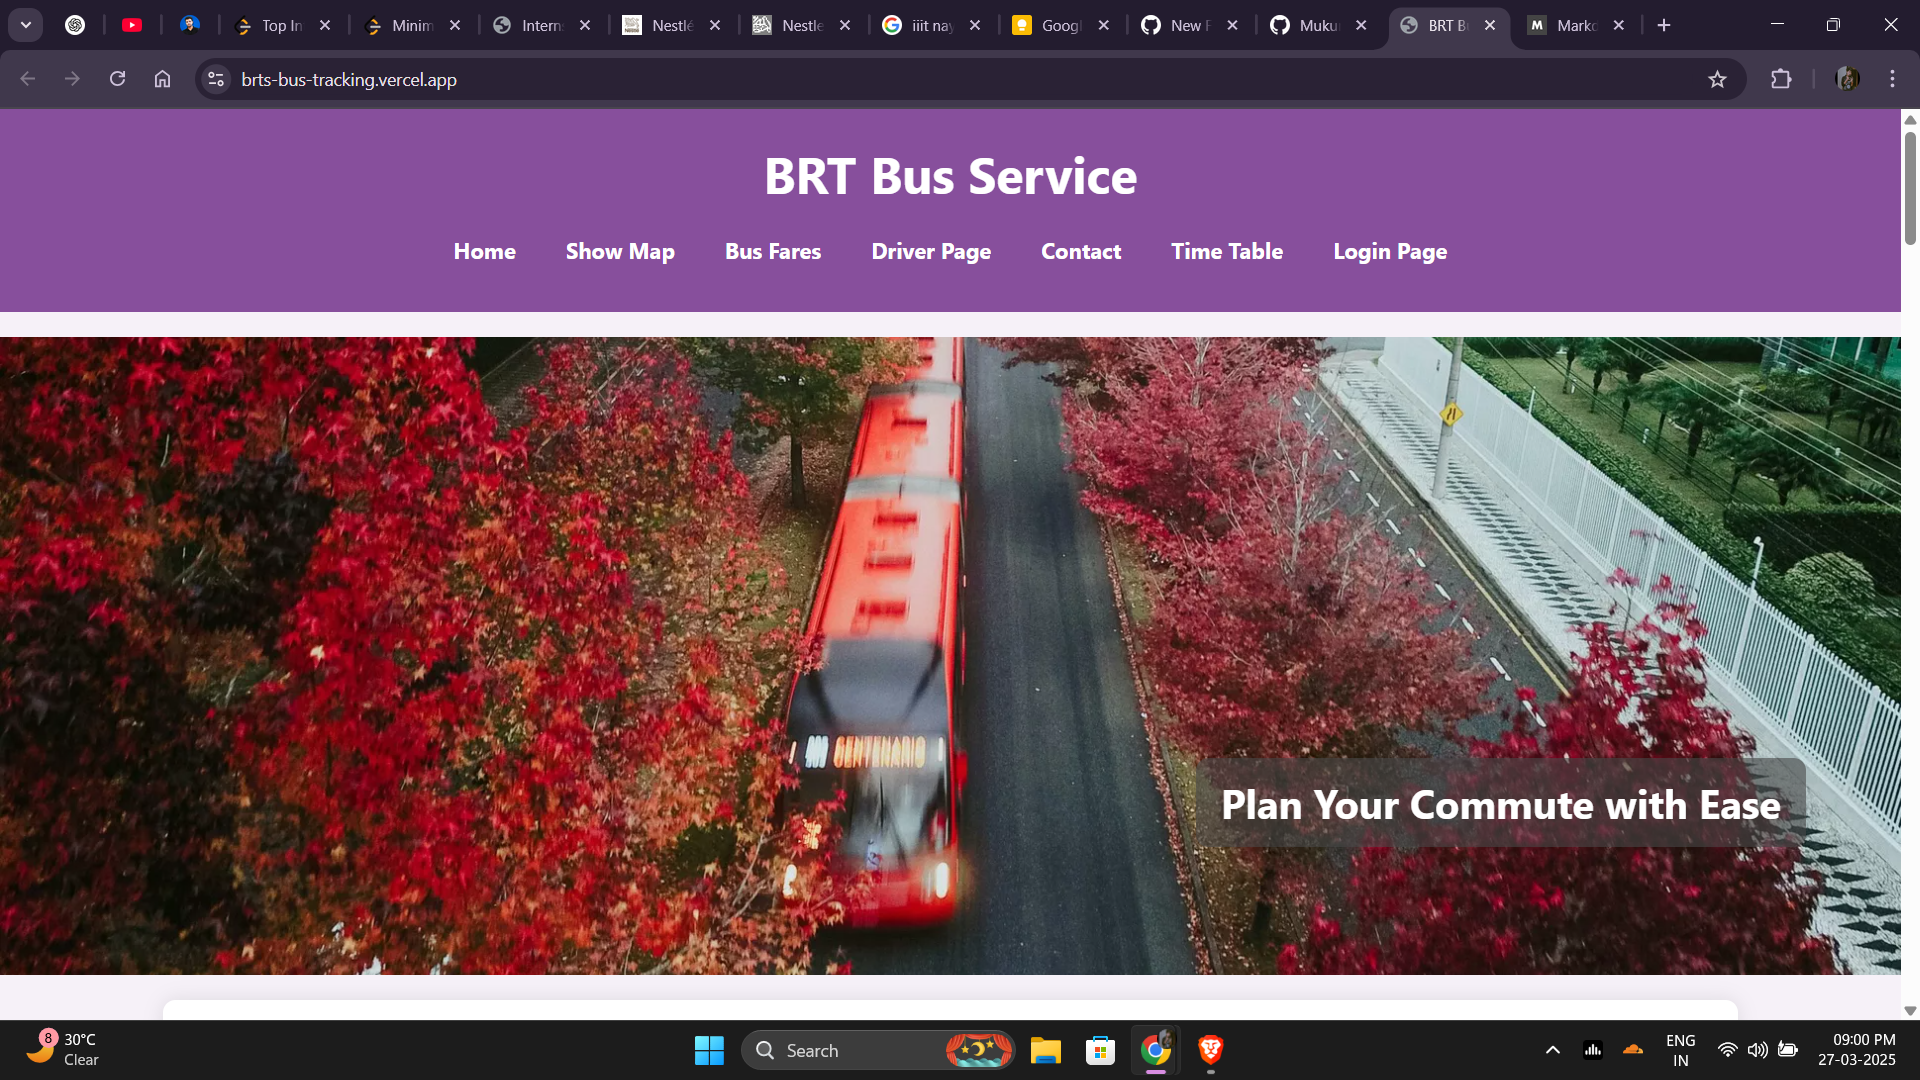 Top In
Minim
Intern
Nestlé
Nestle
iiit nay
Googl
New F
Muku
BRT B
Markd
brts-bus-tracking.vercel.app
BRT Bus Service
Home
Show Map
Bus Fares
Driver Page
Contact
Time Table
Login Page
CENTENARIO
Plan Your Commute with Ease
8
30°C
Clear
Search
ENG
IN
09:00 PM
27-03-2025